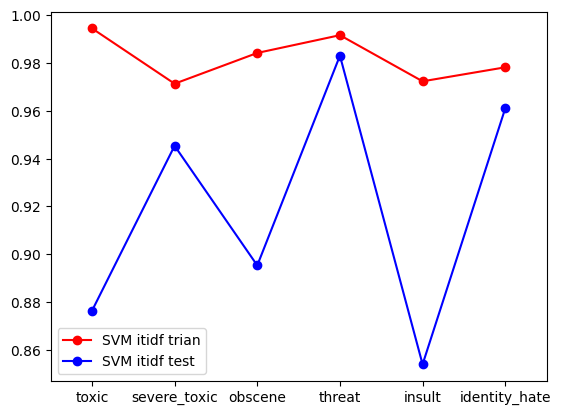 1.00
0.98
0.96
0.94
0.92
0.90
0.88
0.86
SVM itidf trian
SVM itidf test
toxic severe_toxic obscene threat insult identity_hate